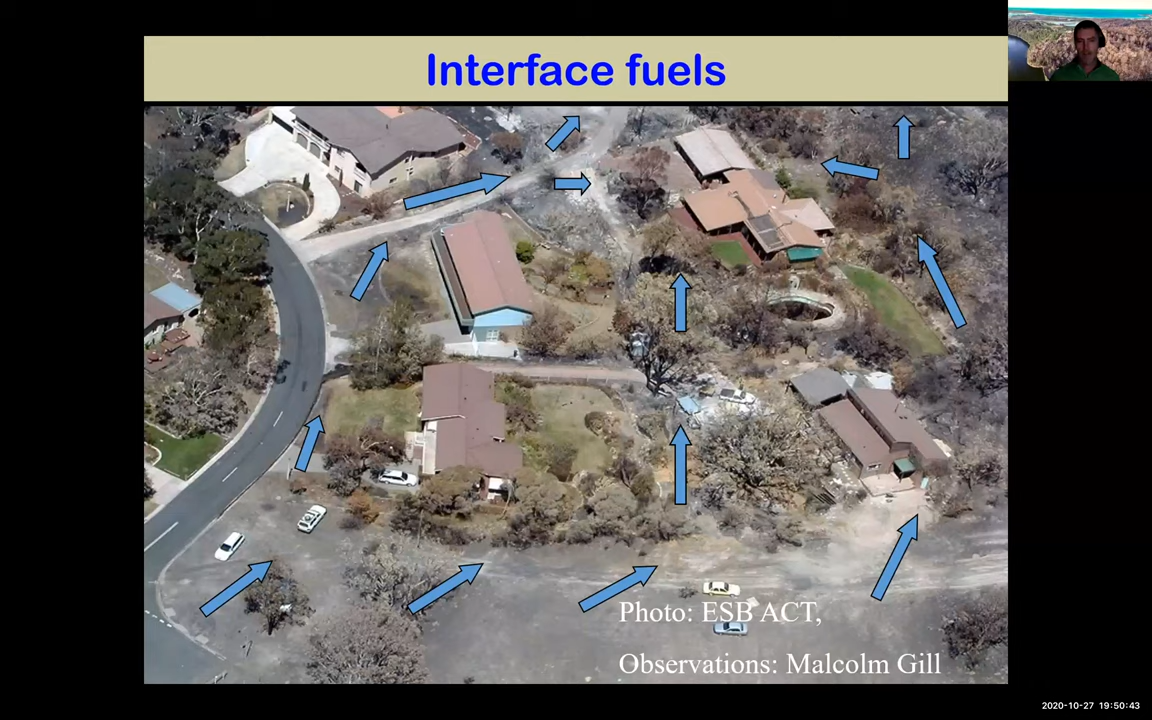 Interface fuels
Photo: ESB ACT,
Observations: Malcolm Gill
2020-10-27 19:50:43